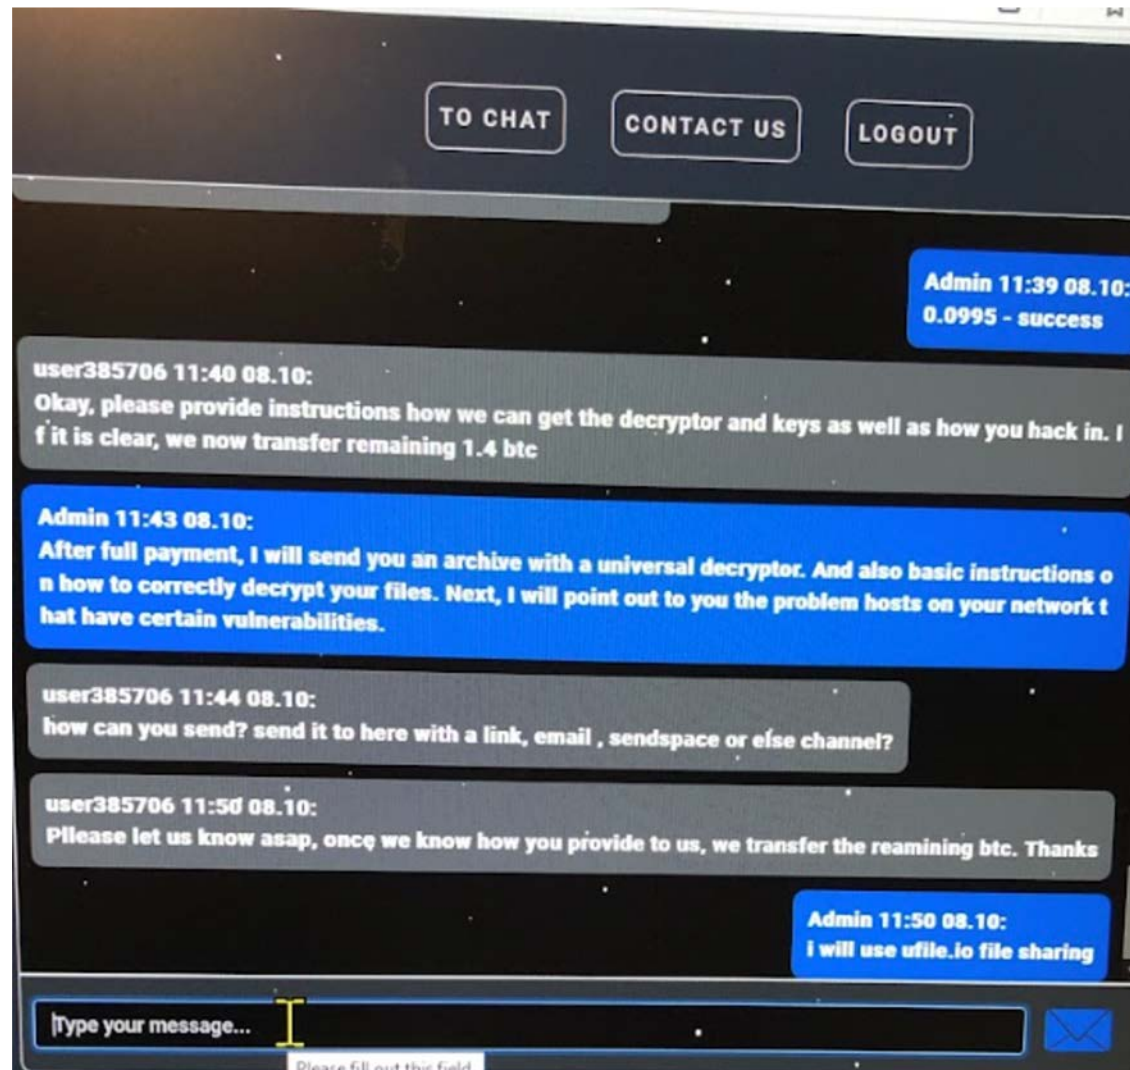 TO CHAT
CONTACT US
LOGOUT
Admin 11:39 08.10:
0.0995 - success
user385706 11:40 08.10:
Okay, please provide instructions how we can get the decryptor and keys as well as how you hack in. I
f it is clear, we now transfer remaining 1.4 btc
Admin 11:43 08.10:
After full payment, I will send you an archive with a universal decryptor. And also basic instructions o
n how to correctly decrypt your files. Next, I will point out to you the problem hosts on your network t
hat have certain vulnerabilities.
user385706 11:44 08.10:
how can you send? send it to here with a link, email , sendspace or else channel?
user385706 11:50 08.10:
Pllease let us know asap, once we know how you provide to us, we transfer the reamining btc. Thanks
Admin 11:50 08.10:
i will use ufile.io file sharing
Type your message...
Please fill out this field